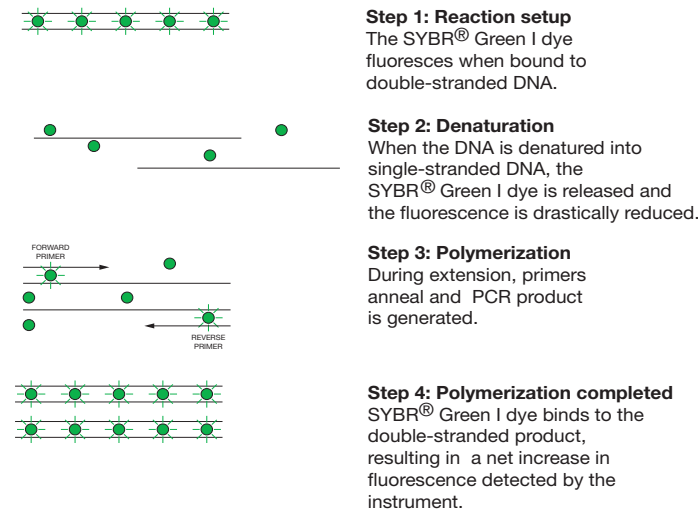 Step 1: Reaction setup
The SYBR® Green I dye
fluoresces when bound to
double-stranded DNA.
Step 2: Denaturation
When the DNA is denatured into
single-stranded DNA, the
SYBR® Green I dye is released and
the fluorescence is drastically reduced.
FORWARD
PRIMER
Step 3: Polymerization
During extension, primers
anneal and  PCR product
is generated.
REVERSE
PRIMER
Step 4: Polymerization completed
SYBR® Green I dye binds to the
double-stranded product,
resulting in  a net increase in
fluorescence detected by the
instrument.